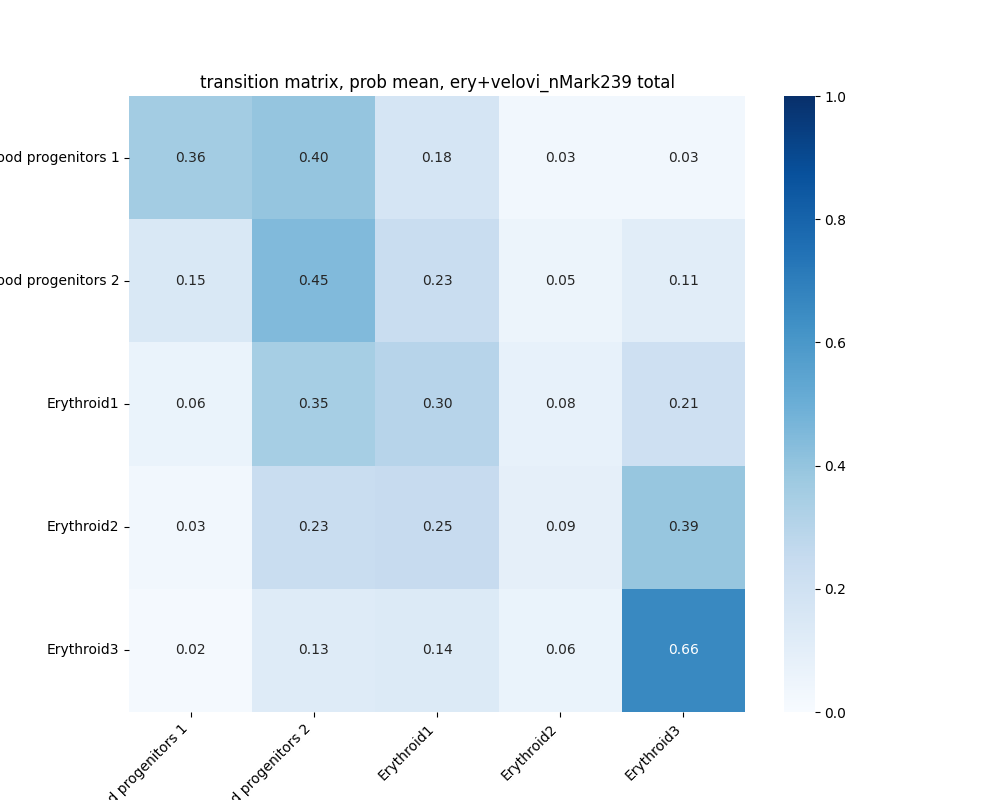 transition matrix, prob mean, ery+velovi_nMark239 total
ood progenitors 1 0.36 0.40 0.18 0.03 0.03
ood progenitors 2 0.15 0.45 0.23 0.05 0.11
Erythroid1 0.06 0.35 0.30 0.08 0.21
Erythroid2 0.03 0.23 0.25 0.09 0.39
Erythroid3 0.02 0.13 0.14 0.06 0.66
d progenitors 1 d progenitors 2 Erythroid1 Erythroid2 Erythroid3
1.0
0.8
0.6
0.4
0.2
0.0